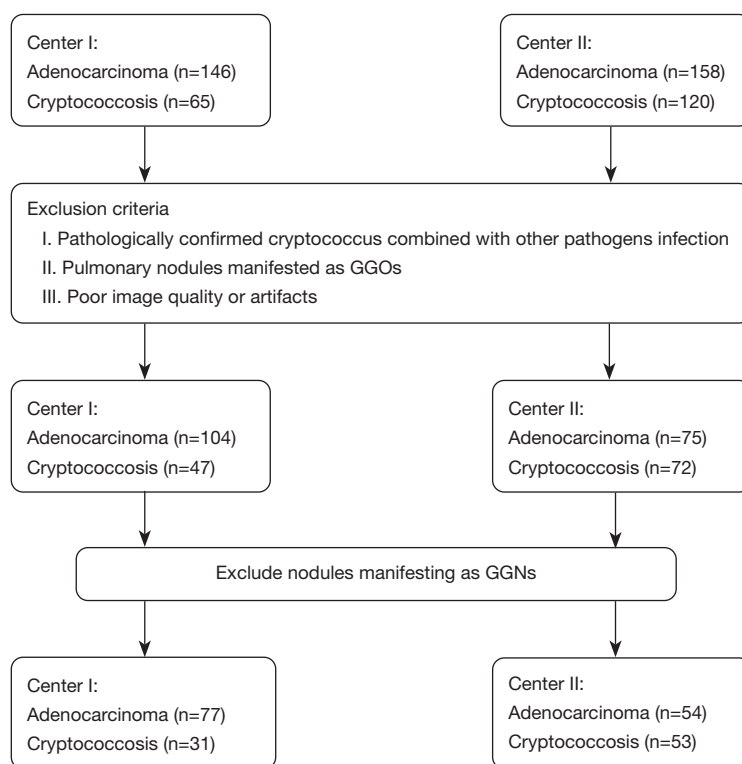 Center I:
Adenocarcinoma (n=146)
Cryptococcosis (n=65)
Center II:
Adenocarcinoma (n=158)
Cryptococcosis (n=120)
Exclusion criteria
I. Pathologically confirmed cryptococcus combined with other pathogens infection
II. Pulmonary nodules manifested as GGOs
III. Poor image quality or artifacts
Center I:
Adenocarcinoma (n=104)
Cryptococcosis (n=47)
Center II:
Adenocarcinoma (n=75)
Cryptococcosis (n=72)
Exclude nodules manifesting as GGNs
Center I:
Adenocarcinoma (n=77)
Cryptococcosis (n=31)
Center II:
Adenocarcinoma (n=54)
Cryptococcosis (n=53)